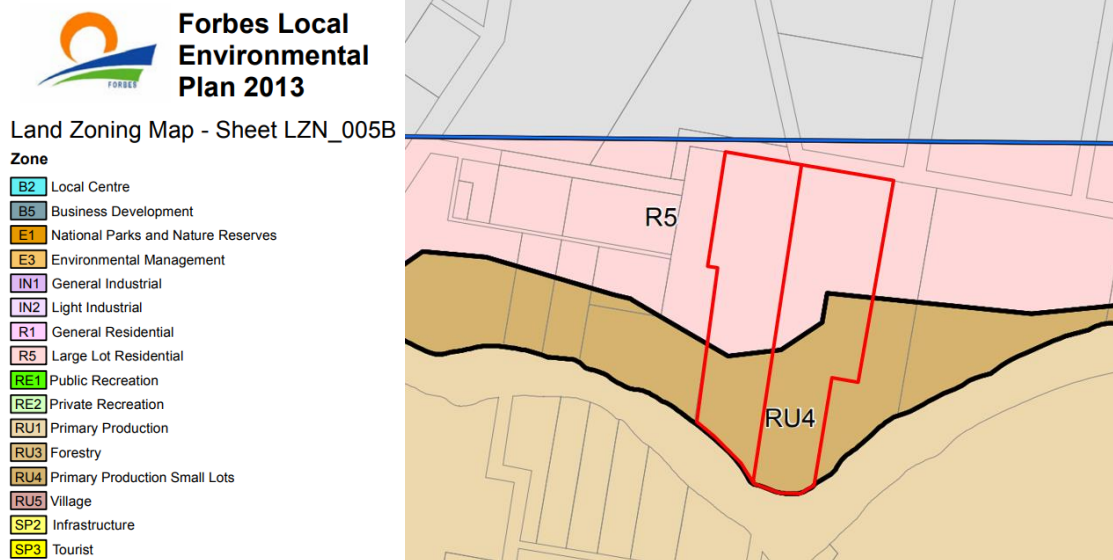 FORBES
Forbes Local
Environmental
Plan 2013
Land Zoning Map - Sheet LZN_005B
Zone
B2 Local Centre
B5 Business Development
E1 National Parks and Nature Reserves
E3 Environmental Management
IN1 General Industrial
IN2 Light Industrial
R1 General Residential
R5 Large Lot Residential
RE1 Public Recreation
RE2 Private Recreation
RU1 Primary Production
RU3 Forestry
RU4 Primary Production Small Lots
RU5 Village
SP2 Infrastructure
SP3 Tourist
R5
RU4